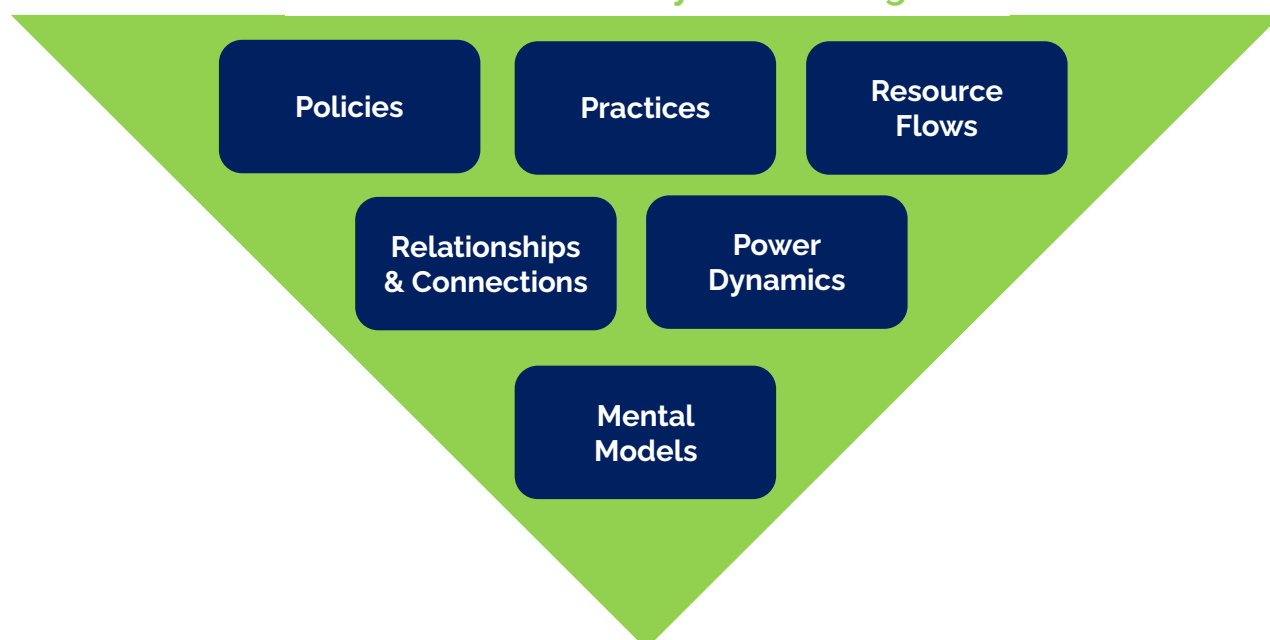 Policies
Practices
Resource
Flows
Relationships
& Connections
Power
Dynamics
Mental
Models